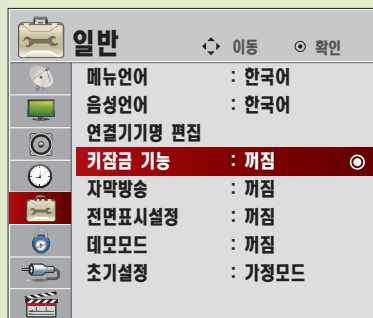 일반 이동 확인
메뉴언어 : 한국어
음성언어 : 한국어
연결기기명 편집
키잠금 기능 : 꺼짐
자막방송 : 꺼짐
전면표시설정 : 꺼짐
데모모드 : 꺼짐
초기설정 : 가정모드